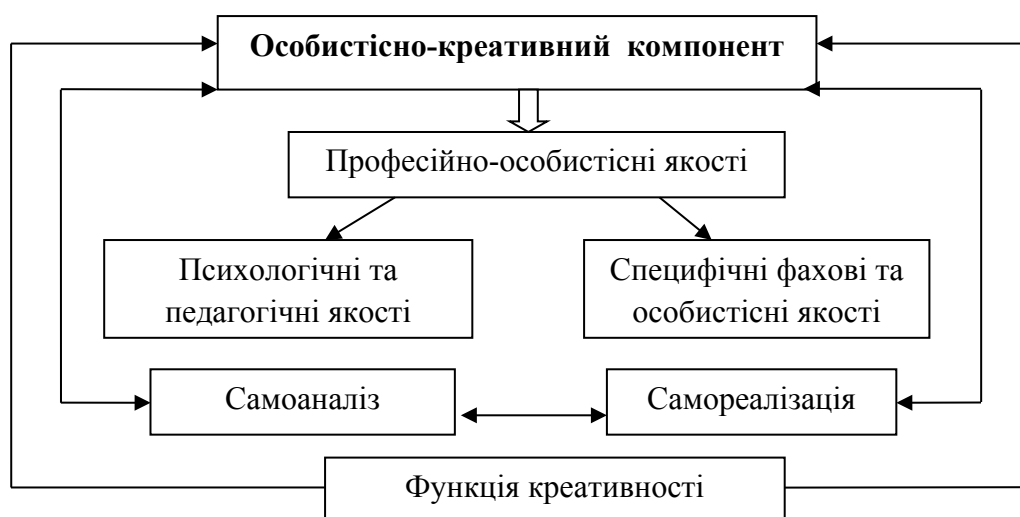 Особистісно-креативний компонент
Професійно-особистісні якості
Психологічні та
педагогічні якості
Специфічні фахові та
особистісні якості
Самоаналіз
Самореалізація
Функція креативності